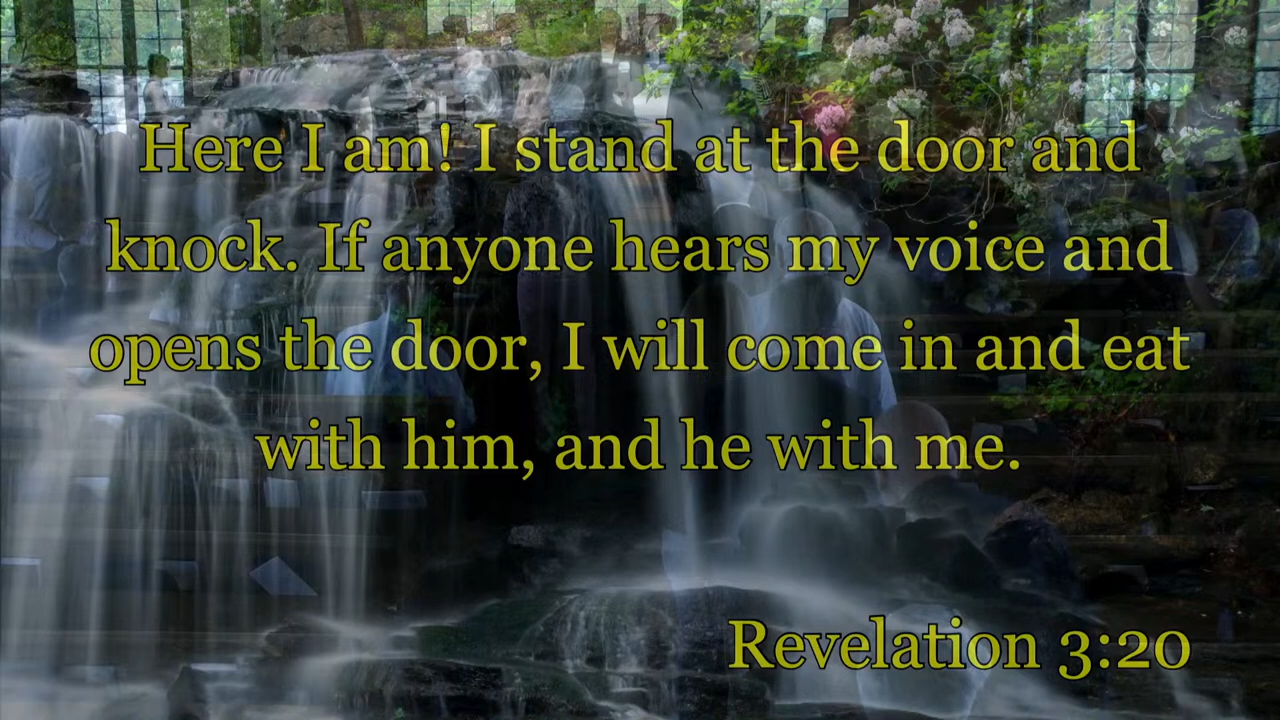 Here I am! I stand at the door and
knock. If anyone hears my voice and
opens the door, I will come in and eat
with him, and he with me.
Revelation 3:20